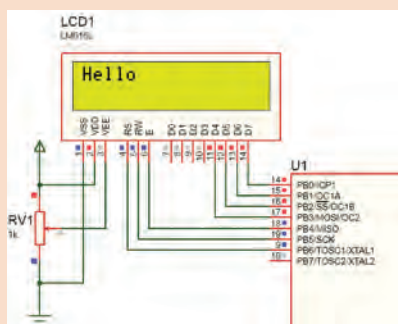 LCD1
LM016L
Hello
VSS
VDD
VEE
RS
RW
E
D0
D1
D2
D3
D4
D5
D6
D7
1
2
3
4
5
6
7
8
9
10
11
12
13
14
RV1
1k
U1
14 PB0/ICP1
15 PB1/OC1A
16 PB2/SS/OC1B
17 PB3/MOSI/OC2
18 PB4/MISO
19 PB5/SCK
9 PB6/TOSC1/XTAL1
10 PB7/TOSC2/XTAL2